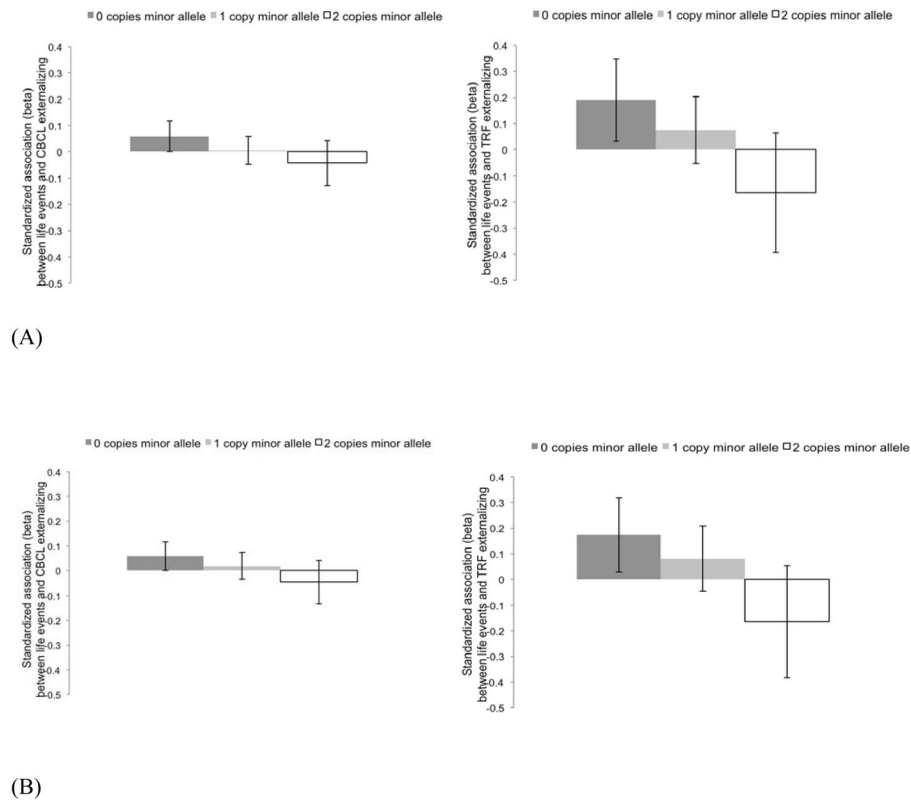 0 copies minor allele 1 copy minor allele 2 copies minor allele
Standardized association (beta)
between life events and CBCL externalizing
0.4
0.3
0.2
0.1
0
-0.1
-0.2
-0.3
-0.4
-0.5
0 copies minor allele 1 copy minor allele 2 copies minor allele
Standardized association (beta)
between life events and TRF externalizing
0.4
0.3
0.2
0.1
0
-0.1
-0.2
-0.3
-0.4
-0.5
(A)
0 copies minor allele 1 copy minor allele 2 copies minor allele
Standardized association (beta)
between life events and CBCL externalizing
0.4
0.3
0.2
0.1
0
-0.1
-0.2
-0.3
-0.4
-0.5
0 copies minor allele 1 copy minor allele 2 copies minor allele
Standardized association (beta)
between life events and TRF externalizing
0.4
0.3
0.2
0.1
0
-0.1
-0.2
-0.3
-0.4
-0.5
(B)